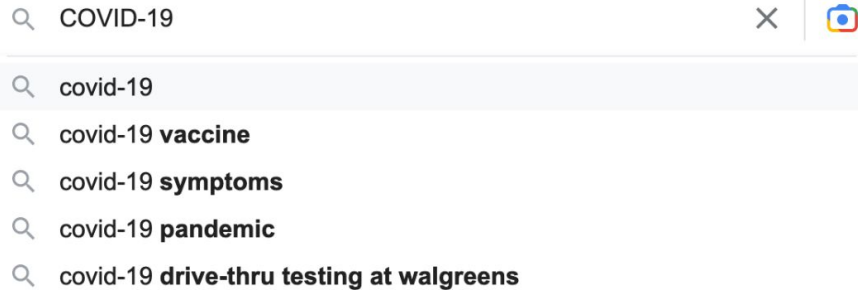 COVID-19
covid-19
covid-19 vaccine
covid-19 symptoms
covid-19 pandemic
covid-19 drive-thru testing at walgreens